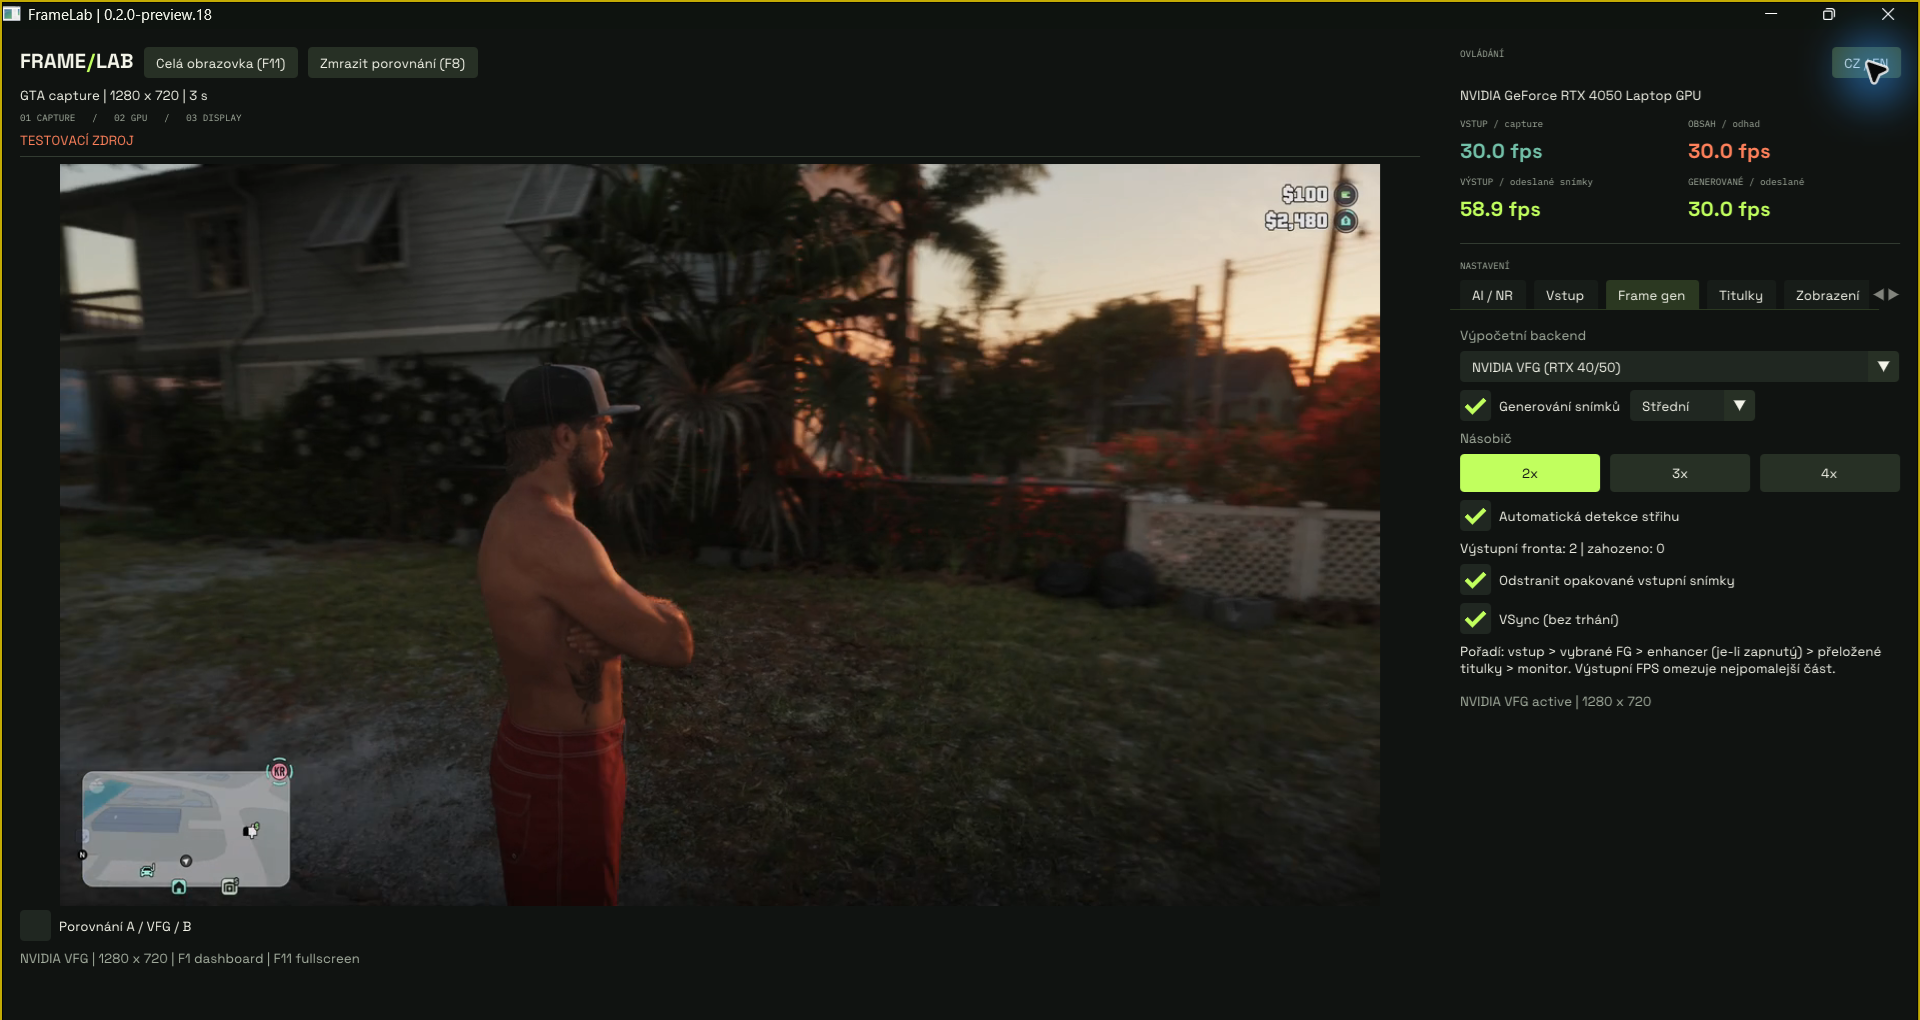 FrameLab | 0.2.0-preview.18
FRAME/LAB
Celá obrazovka (F11)
Zmrazit porovnání (F8)
GTA capture | 1280 x 720 | 3 s
01 CAPTURE / 02 GPU / 03 DISPLAY
TESTOVACÍ ZDROJ
$100
$2,480
KR
N
Porovnání A / VFG / B
NVIDIA VFG | 1280 x 720 | F1 dashboard | F11 fullscreen
OVLÁDÁNÍ
CZ / EN
NVIDIA GeForce RTX 4050 Laptop GPU
VSTUP / capture
30.0 fps
OBSAH / odhad
30.0 fps
VÝSTUP / odeslané snímky
58.9 fps
GENEROVANÉ / odeslané
30.0 fps
NASTAVENÍ
AI / NR
Vstup
Frame gen
Titulky
Zobrazení
Výpočetní backend
NVIDIA VFG (RTX 40/50)
Generování snímků
Střední
Násobič
2x
3x
4x
Automatická detekce střihu
Výstupní fronta: 2 | zahozeno: 0
Odstranit opakované vstupní snímky
VSync (bez trhání)
Pořadí: vstup > vybrané FG > enhancer (je-li zapnutý) > přeložené
titulky > monitor. Výstupní FPS omezuje nejpomalejší část.
NVIDIA VFG active | 1280 x 720